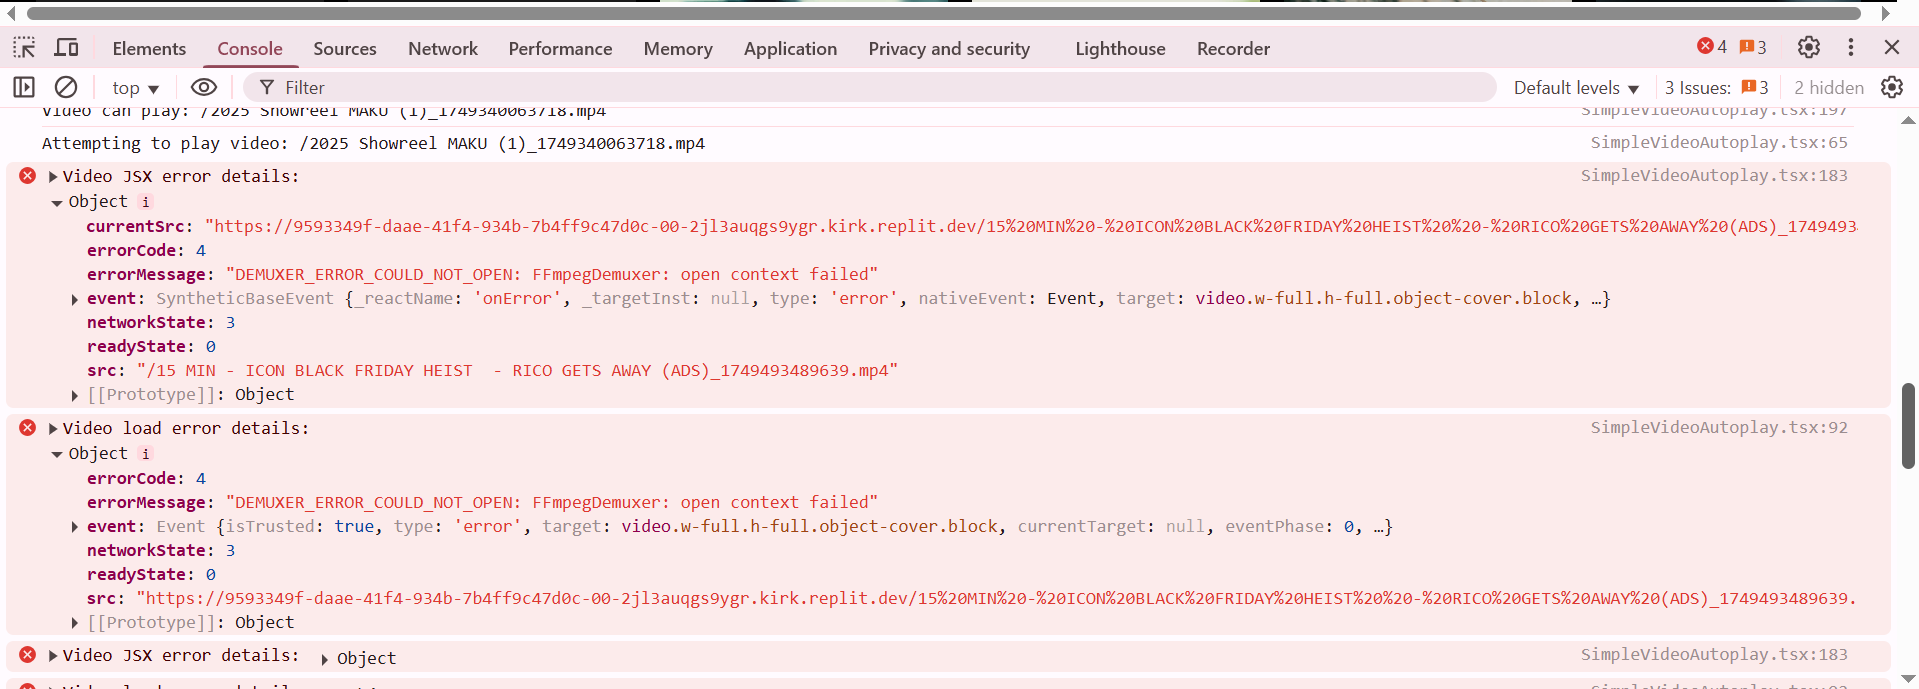 Elements Console Sources Network Performance Memory Application Privacy and security Lighthouse Recorder 4 3
top Filter Default levels 3 Issues: 3 2 hidden
Video can play: /2025 Showreel MAKU (1)_1749340063718.mp4 SimpleVideoAutoplay.tsx:197
Attempting to play video: /2025 Showreel MAKU (1)_1749340063718.mp4 SimpleVideoAutoplay.tsx:65
Video JSX error details: SimpleVideoAutoplay.tsx:183
Object i
currentSrc: "https://9593349f-daae-41f4-934b-7b4ff9c47d0c-00-2jl3auqgs9ygr.kirk.replit.dev/15%20MIN%20-%20ICON%20BLACK%20FRIDAY%20HEIST%20%20-%20RICO%20GETS%20AWAY%20(ADS)_1749493
errorCode: 4
errorMessage: "DEMUXER_ERROR_COULD_NOT_OPEN: FFmpegDemuxer: open context failed"
event: SyntheticBaseEvent {_reactName: 'onError', _targetInst: null, type: 'error', nativeEvent: Event, target: video.w-full.h-full.object-cover.block, …}
networkState: 3
readyState: 0
src: "/15 MIN - ICON BLACK FRIDAY HEIST  - RICO GETS AWAY (ADS)_1749493489639.mp4"
[[Prototype]]: Object
Video load error details: SimpleVideoAutoplay.tsx:92
Object i
errorCode: 4
errorMessage: "DEMUXER_ERROR_COULD_NOT_OPEN: FFmpegDemuxer: open context failed"
event: Event {isTrusted: true, type: 'error', target: video.w-full.h-full.object-cover.block, currentTarget: null, eventPhase: 0, …}
networkState: 3
readyState: 0
src: "https://9593349f-daae-41f4-934b-7b4ff9c47d0c-00-2jl3auqgs9ygr.kirk.replit.dev/15%20MIN%20-%20ICON%20BLACK%20FRIDAY%20HEIST%20%20-%20RICO%20GETS%20AWAY%20(ADS)_1749493489639.
[[Prototype]]: Object
Video JSX error details: Object SimpleVideoAutoplay.tsx:183